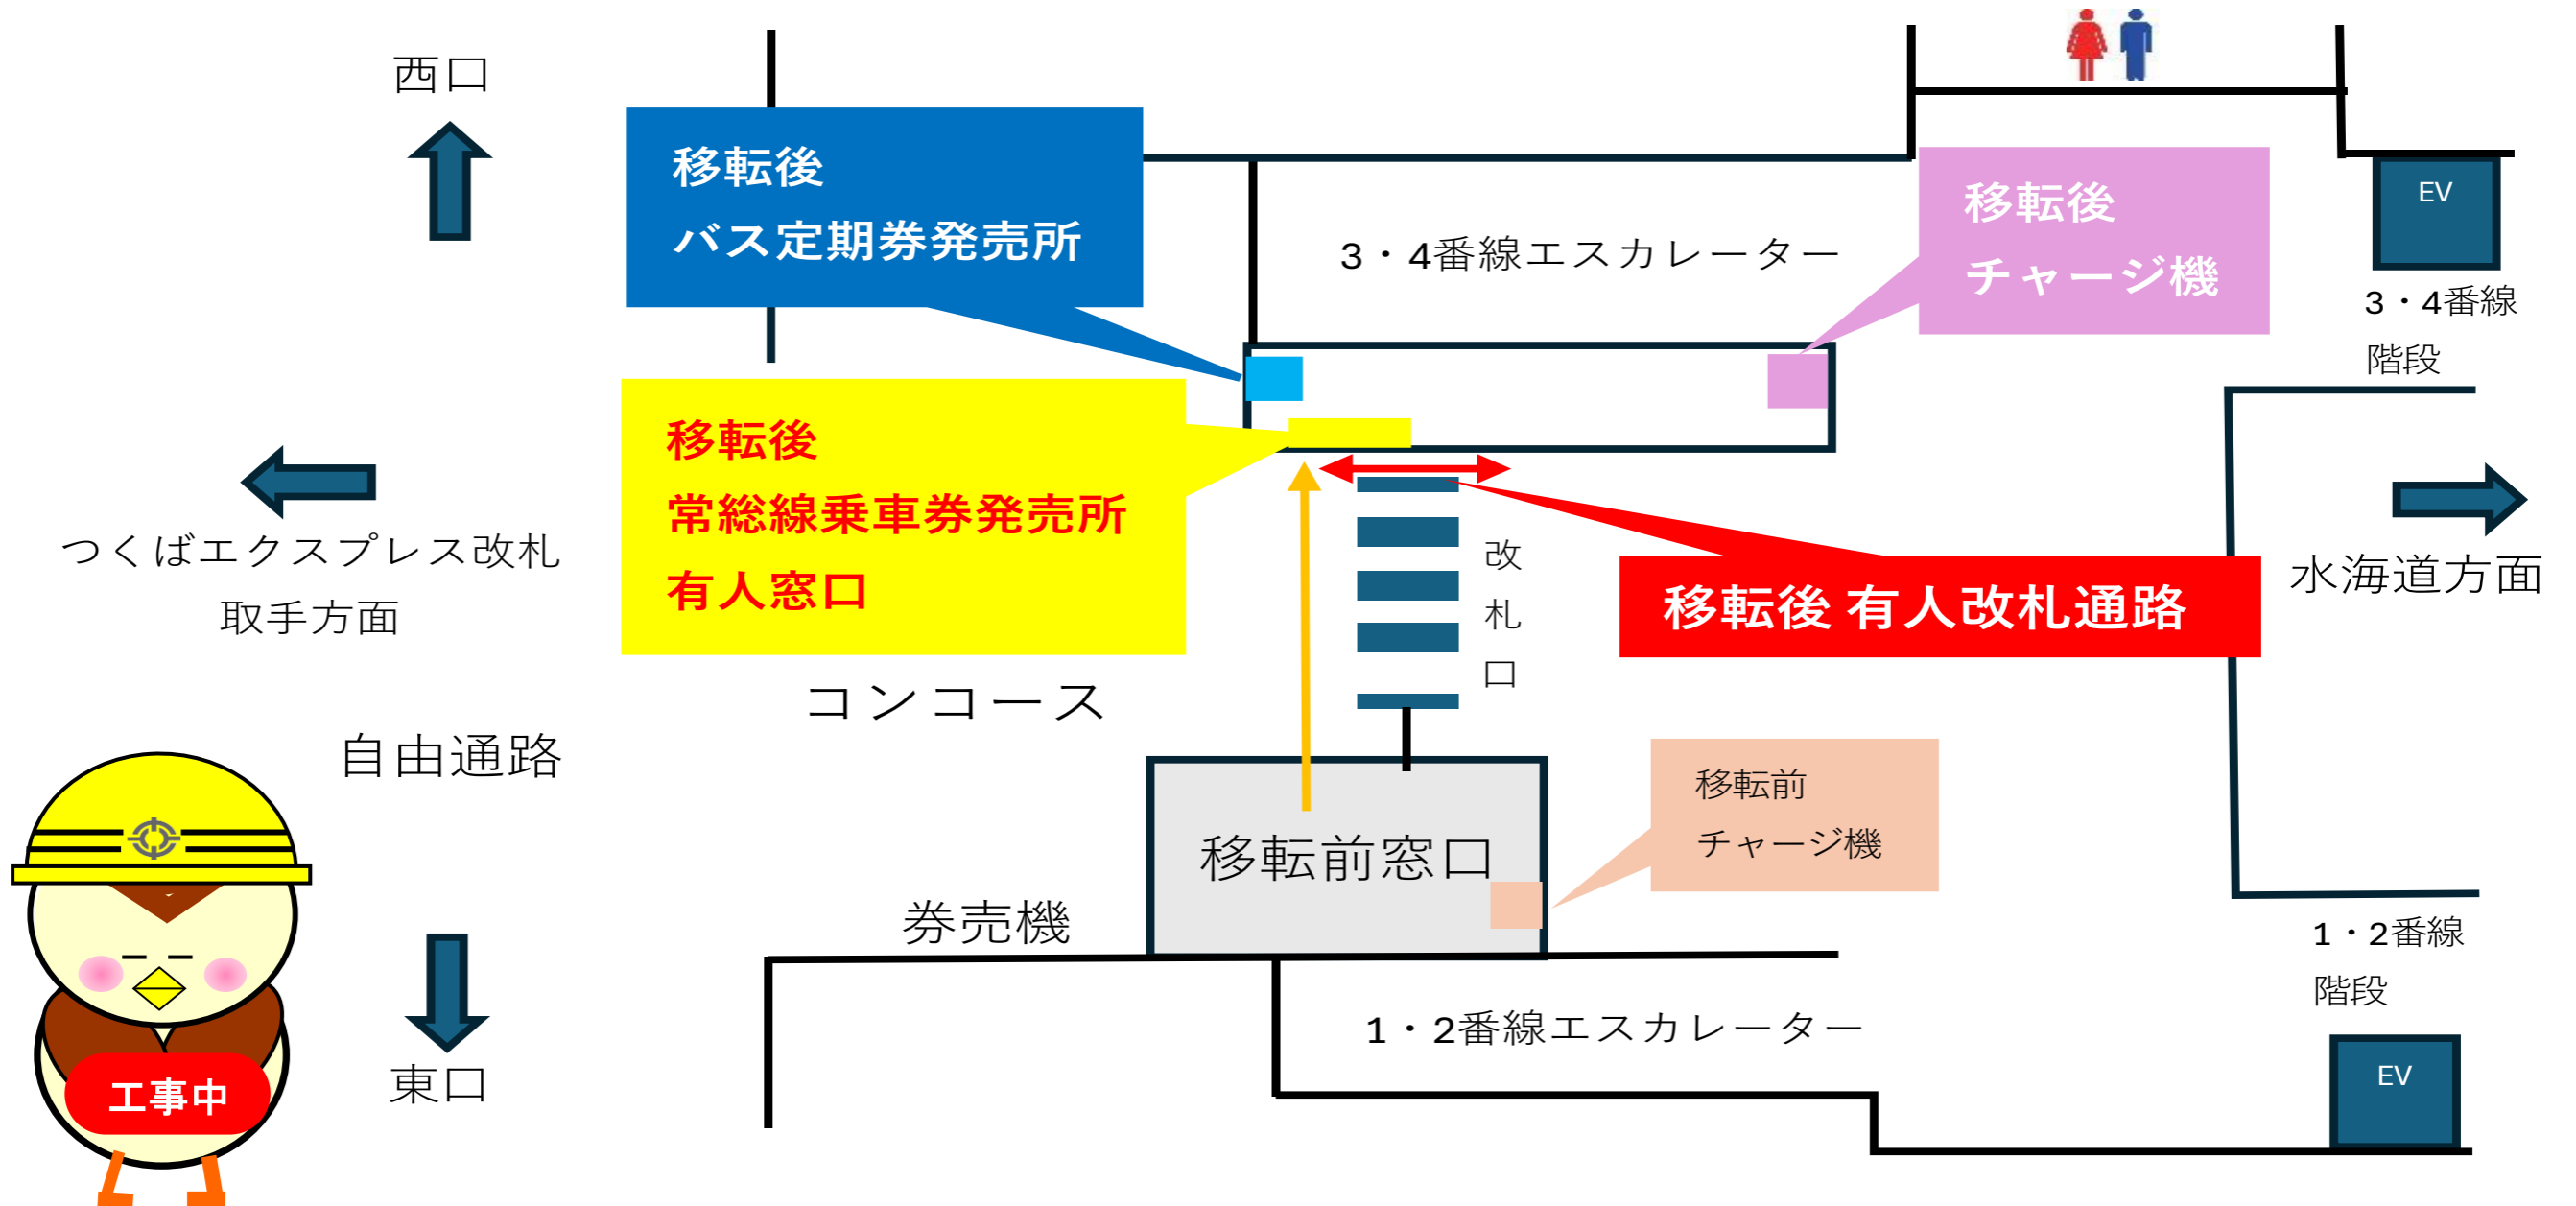 西口
移転後
バス定期券発売所
3・4番線エスカレーター
移転後
チャージ機
EV
3・4番線
階段
移転後
常総線乗車券発売所
有人窓口
つくばエクスプレス改札
取手方面
改
札
口
移転後 有人改札通路
水海道方面
コンコース
自由通路
移転前
チャージ機
移転前窓口
券売機
1・2番線
階段
1・2番線エスカレーター
EV
東口
工事中